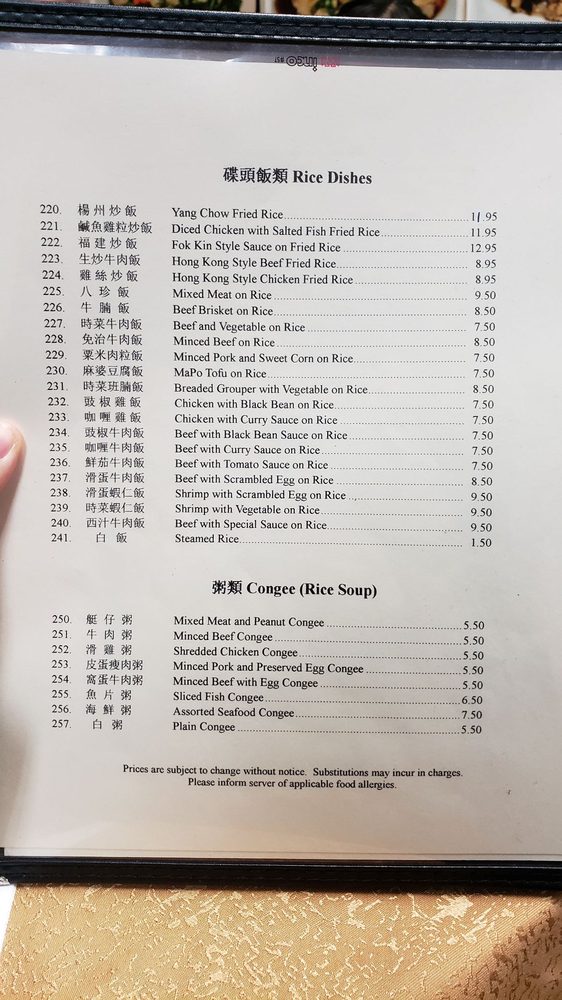 碟頭飯類 Rice Dishes
220. 楊州炒飯 Yang Chow Fried Rice 11.95
221. 鹹魚雞粒炒飯 Diced Chicken with Salted Fish Fried Rice 11.95
222. 福建炒飯 Fok Kin Style Sauce on Fried Rice 12.95
223. 生炒牛肉飯 Hong Kong Style Beef Fried Rice 8.95
224. 雞絲炒飯 Hong Kong Style Chicken Fried Rice 8.95
225. 八珍飯 Mixed Meat on Rice 9.50
226. 牛腩飯 Beef Brisket on Rice 8.50
227. 時菜牛肉飯 Beef and Vegetable on Rice 7.50
228. 免治牛肉飯 Minced Beef on Rice 8.50
229. 粟米肉粒飯 Minced Pork and Sweet Corn on Rice 7.50
230. 麻婆豆腐飯 MaPo Tofu on Rice 7.50
231. 時菜班腩飯 Breaded Grouper with Vegetable on Rice 8.50
232. 豉椒雞飯 Chicken with Black Bean on Rice 7.50
233. 咖喱雞飯 Chicken with Curry Sauce on Rice 7.50
234. 豉椒牛肉飯 Beef with Black Bean Sauce on Rice 7.50
235. 咖喱牛肉飯 Beef with Curry Sauce on Rice 7.50
236. 鮮茄牛肉飯 Beef with Tomato Sauce on Rice 7.50
237. 滑蛋牛肉飯 Beef with Scrambled Egg on Rice 8.50
238. 滑蛋蝦仁飯 Shrimp with Scrambled Egg on Rice 9.50
239. 時菜蝦仁飯 Shrimp with Vegetable on Rice 9.50
240. 西汁牛肉飯 Beef with Special Sauce on Rice 9.50
241. 白飯 Steamed Rice 1.50
粥類 Congee (Rice Soup)
250. 艇仔粥 Mixed Meat and Peanut Congee 5.50
251. 牛肉粥 Minced Beef Congee 5.50
252. 滑雞粥 Shredded Chicken Congee 5.50
253. 皮蛋瘦肉粥 Minced Pork and Preserved Egg Congee 5.50
254. 窩蛋牛肉粥 Minced Beef with Egg Congee 5.50
255. 魚片粥 Sliced Fish Congee 6.50
256. 海鮮粥 Assorted Seafood Congee 7.50
257. 白粥 Plain Congee 5.50
Prices are subject to change without notice. Substitutions may incur in charges.
Please inform server of applicable food allergies.